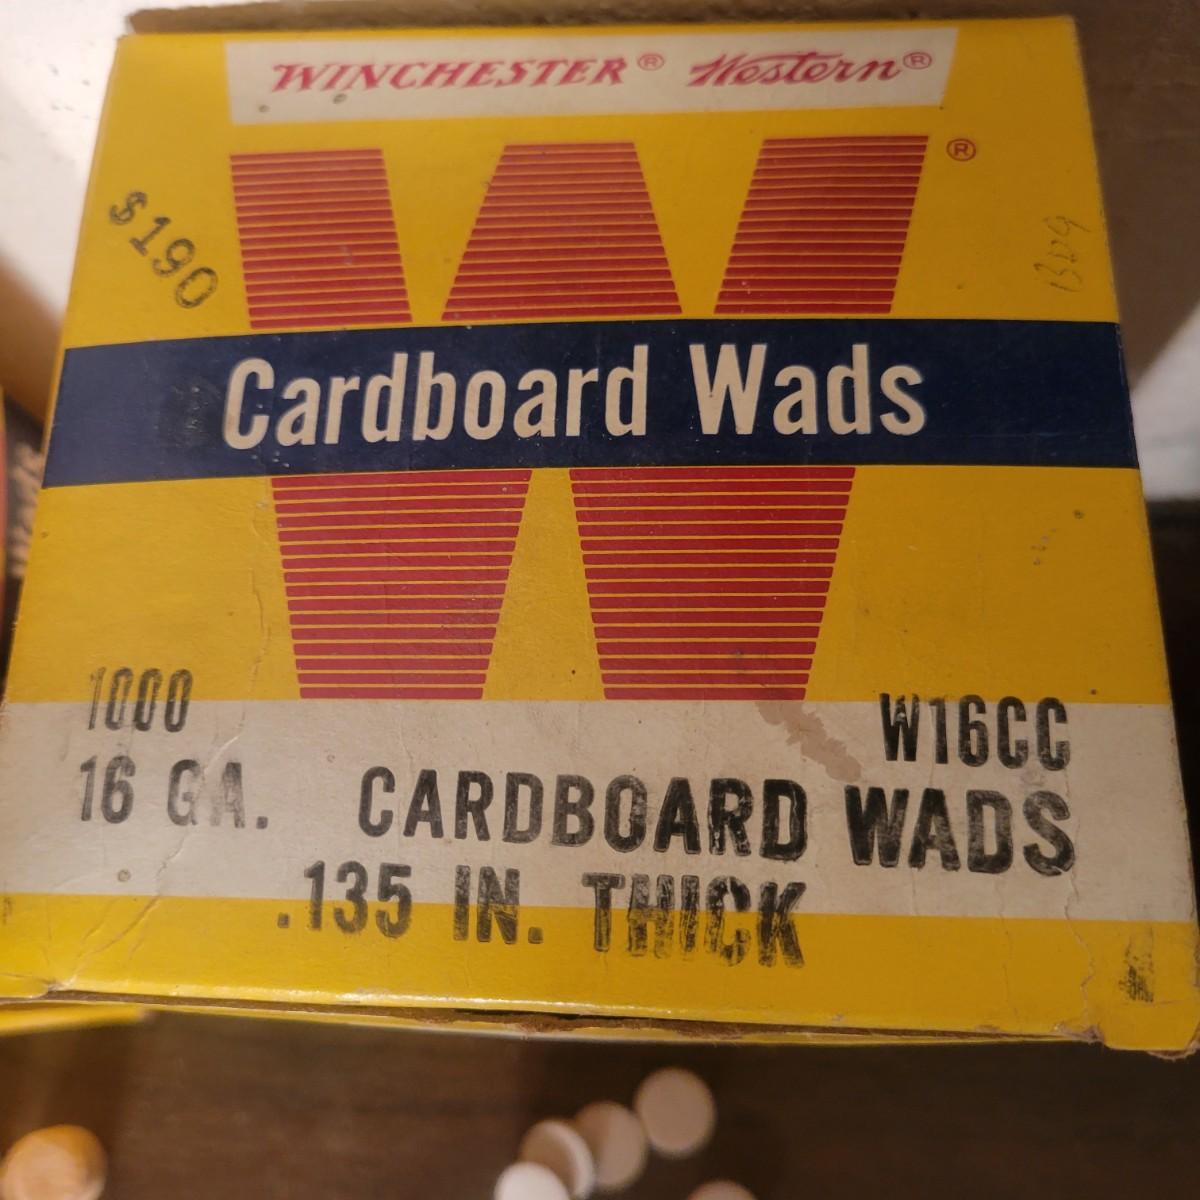 WINCHESTER® Western®
W®
$190
Cardboard Wads
1000
W16CC
16 GA. CARDBOARD WADS
.135 IN. THICK